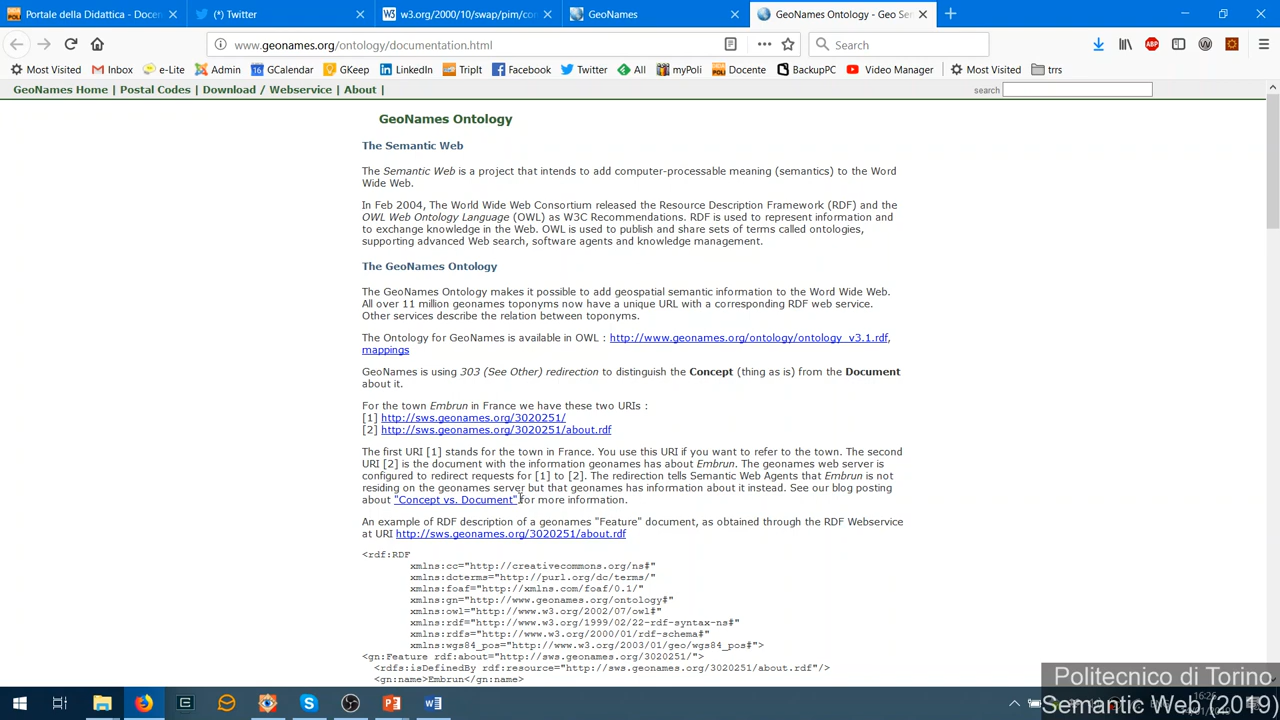 Portale della Didattica - Docen
(*) Twitter
w3.org/2000/10/swap/pim/con
GeoNames
GeoNames Ontology - Geo Se
www.geonames.org/ontology/documentation.html
Search
Most Visited
Inbox
e-Lite
Admin
GCalendar
GKeep
LinkedIn
TripIt
Facebook
Twitter
All
myPoli
Docente
BackupPC
Video Manager
Most Visited
trrs
GeoNames Home | Postal Codes | Download / Webservice | About |
search
GeoNames Ontology
The Semantic Web
The Semantic Web is a project that intends to add computer-processable meaning (semantics) to the Word
Wide Web.
In Feb 2004, The World Wide Web Consortium released the Resource Description Framework (RDF) and the
OWL Web Ontology Language (OWL) as W3C Recommendations. RDF is used to represent information and
to exchange knowledge in the Web. OWL is used to publish and share sets of terms called ontologies,
supporting advanced Web search, software agents and knowledge management.
The GeoNames Ontology
The GeoNames Ontology makes it possible to add geospatial semantic information to the Word Wide Web.
All over 11 million geonames toponyms now have a unique URL with a corresponding RDF web service.
Other services describe the relation between toponyms.
The Ontology for GeoNames is available in OWL : http://www.geonames.org/ontology/ontology_v3.1.rdf,
mappings
GeoNames is using 303 (See Other) redirection to distinguish the Concept (thing as is) from the Document
about it.
For the town Embrun in France we have these two URIs :
[1] http://sws.geonames.org/3020251/
[2] http://sws.geonames.org/3020251/about.rdf
The first URI [1] stands for the town in France. You use this URI if you want to refer to the town. The second
URI [2] is the document with the information geonames has about Embrun. The geonames web server is
configured to redirect requests for [1] to [2]. The redirection tells Semantic Web Agents that Embrun is not
residing on the geonames server but that geonames has information about it instead. See our blog posting
about "Concept vs. Document" for more information.
An example of RDF description of a geonames "Feature" document, as obtained through the RDF Webservice
at URI http://sws.geonames.org/3020251/about.rdf
<rdf:RDF
xmlns:cc="http://creativecommons.org/ns#"
xmlns:dcterms="http://purl.org/dc/terms/"
xmlns:foaf="http://xmlns.com/foaf/0.1/"
xmlns:gn="http://www.geonames.org/ontology#"
xmlns:owl="http://www.w3.org/2002/07/owl#"
xmlns:rdf="http://www.w3.org/1999/02/22-rdf-syntax-ns#"
xmlns:rdfs="http://www.w3.org/2000/01/rdf-schema#"
xmlns:wgs84_pos="http://www.w3.org/2003/01/geo/wgs84_pos#">
<gn:Feature rdf:about="http://sws.geonames.org/3020251/">
<rdfs:isDefinedBy rdf:resource="http://sws.geonames.org/3020251/about.rdf"/>
<gn:name>Embrun</gn:name>
Politecnico di Torino
Semantic Web (2019)